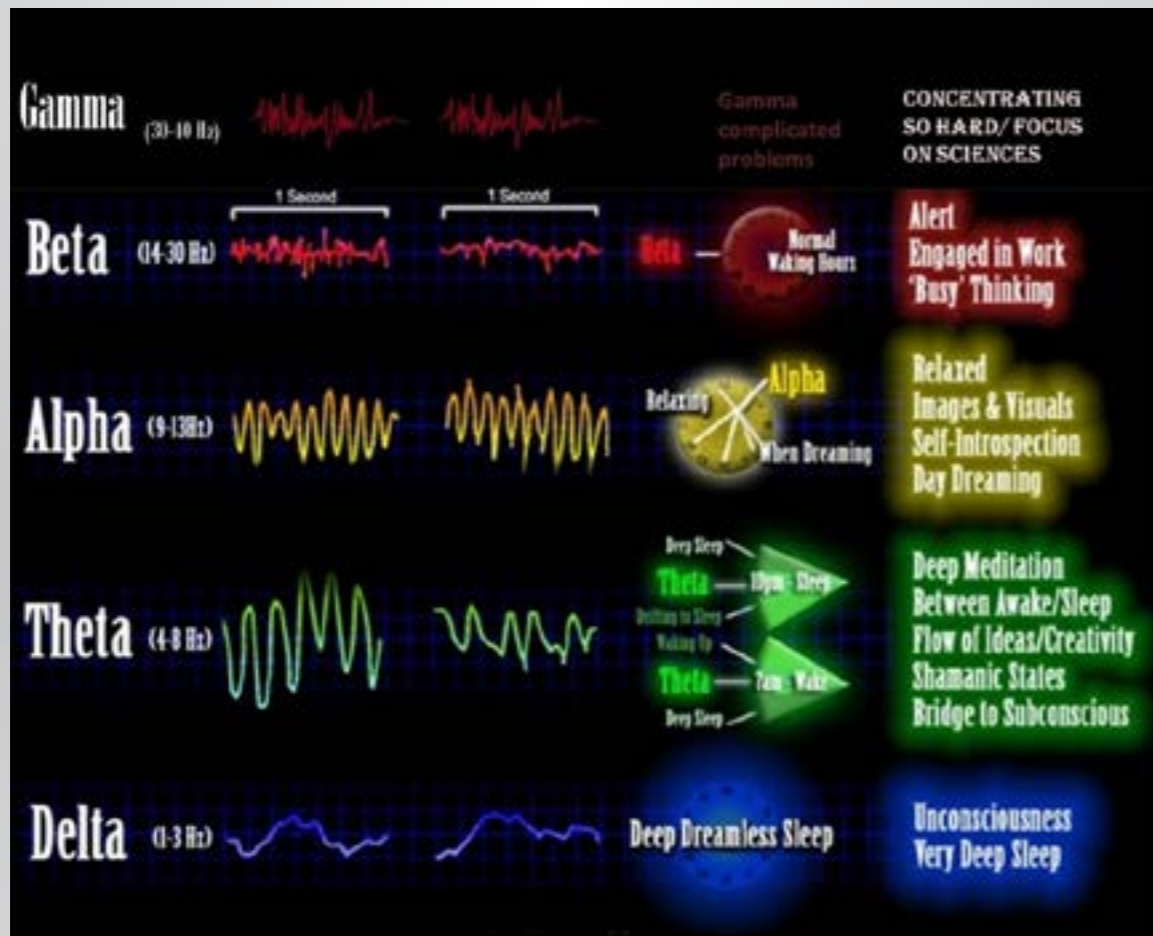 Gamma
(30-40 Hz)
Gamma
complicated
problems
CONCENTRATING
SO HARD/ FOCUS
ON SCIENCES
1 Second
1 Second
Beta
(14-30 Hz)
Beta
Normal
Waking Hours
Alert
Engaged in Work
'Busy' Thinking
Alpha
(9-13Hz)
Relaxing
Alpha
When Dreaming
Relaxed
Images & Visuals
Self-Introspection
Day Dreaming
Theta
(4-8 Hz)
Deep Sleep
Theta
10pm - Sleep
Drifting to Sleep
Waking Up
Theta
7am - Wake
Deep Sleep
Deep Meditation
Between Awake/Sleep
Flow of Ideas/Creativity
Shamanic States
Bridge to Subconscious
Delta
(1-3 Hz)
Deep Dreamless Sleep
Unconsciousness
Very Deep Sleep